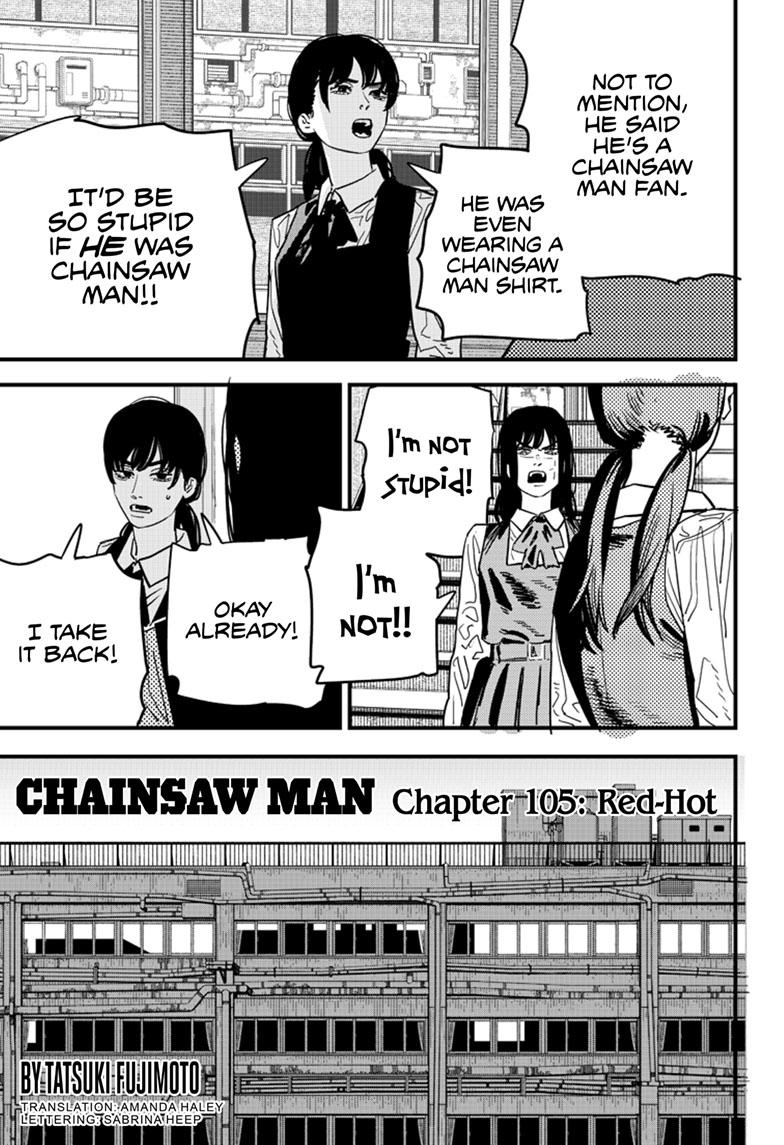 NOT TO
MENTION,
HE SAID
HE'S A
CHAINSAW
MAN FAN.
HE WAS
EVEN
WEARING A
CHAINSAW
MAN SHIRT.
IT'D BE
SO STUPID
IF HE WAS
CHAINSAW
MAN!!
I'm NOT
STUPid!
I'm
NOT!!
OKAY
ALREADY!
I TAKE
IT BACK!
CHAINSAW MAN Chapter 105: Red-Hot
BY TATSUKI FUJIMOTO
TRANSLATION: AMANDA HALEY
LETTERING: SABRINA HEEP